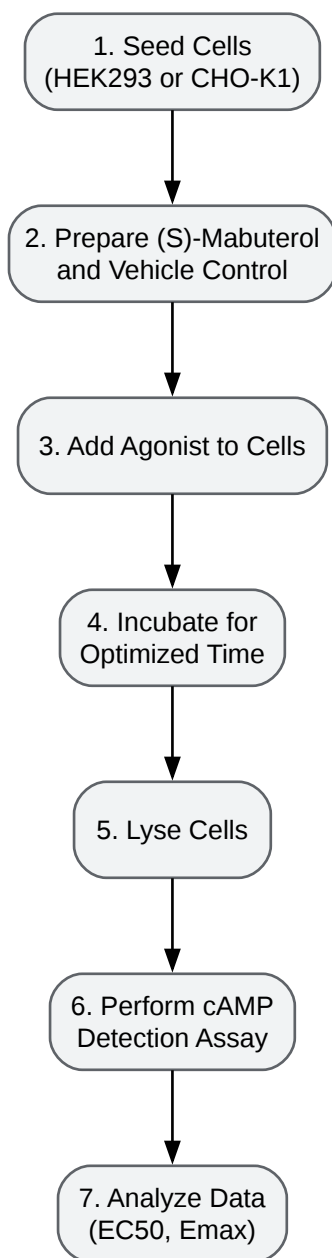 1. Seed Cells
(HEK293 or CHO-K1)
2. Prepare (S)-Mabuterol
and Vehicle Control
3. Add Agonist to Cells
4. Incubate for
Optimized Time
5. Lyse Cells
6. Perform cAMP
Detection Assay
7. Analyze Data
(EC50, Emax)